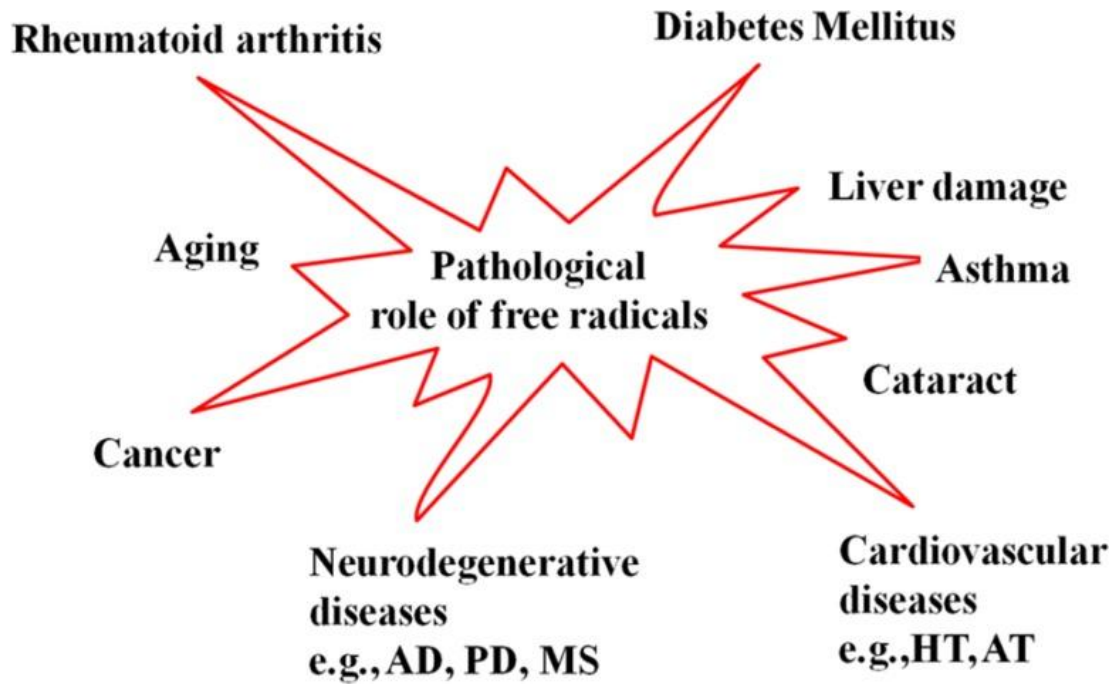 Rheumatoid arthritis
Diabetes Mellitus
Liver damage
Aging
Pathological
role of free radicals
Asthma
Cataract
Cancer
Neurodegenerative
diseases
e.g., AD, PD, MS
Cardiovascular
diseases
e.g.,HT, AT